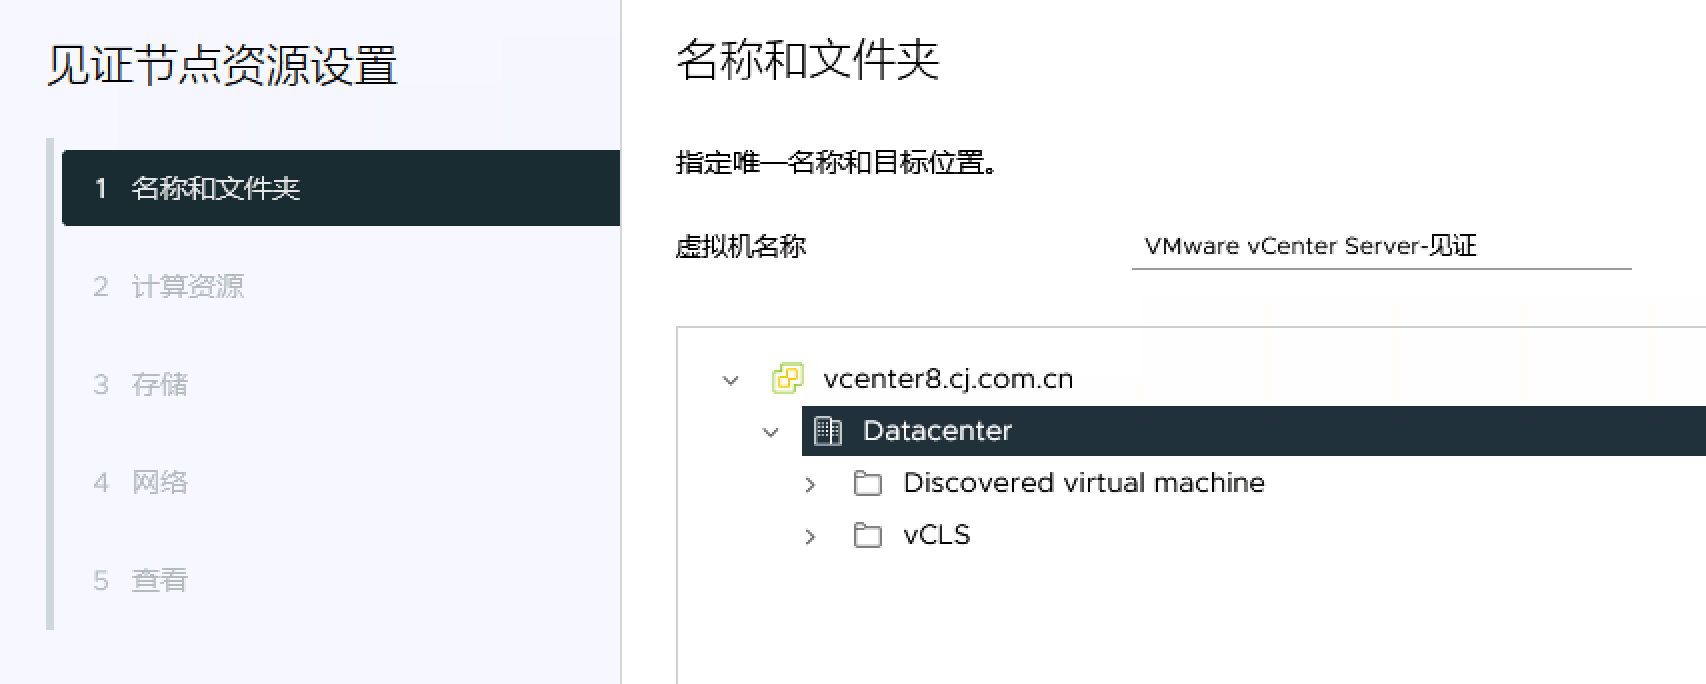 见证节点资源设置
1 名称和文件夹
2 计算资源
3 存储
4 网络
5 查看
名称和文件夹
指定唯一名称和目标位置。
虚拟机名称 VMware vCenter Server-见证
vcenter8.cj.com.cn
Datacenter
Discovered virtual machine
vCLS